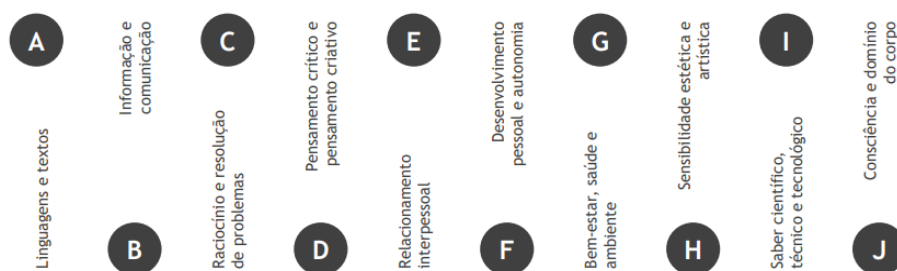 A
Linguagens e textos
Informação e
comunicação
B
C
Raciocínio e resolução
de problemas
Pensamento crítico e
pensamento criativo
D
E
Relacionamento
interpessoal
Desenvolvimento
pessoal e autonomia
F
G
Bem-estar, saúde e
ambiente
Sensibilidade estética e
artística
H
I
Saber científico,
técnico e tecnológico
Consciência e domínio
do corpo
J